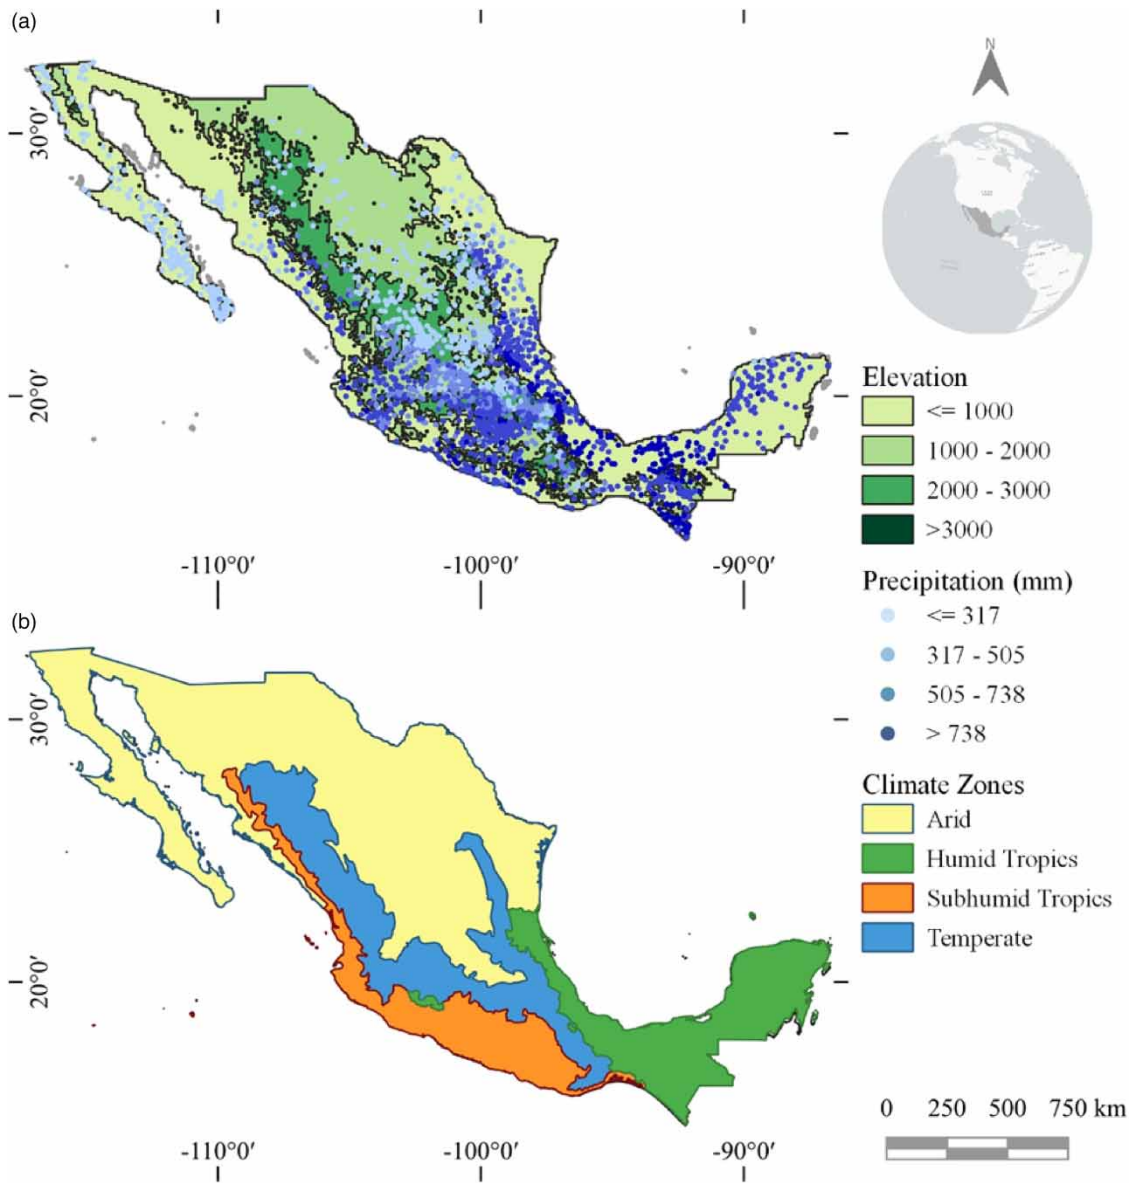 (a)
N
30°0′
20°0′
-110°0′
-100°0′
-90°0′
Elevation
<= 1000
1000 - 2000
2000 - 3000
>3000
Precipitation (mm)
<= 317
317 - 505
505 - 738
> 738
(b)
30°0′
20°0′
-110°0′
-100°0′
-90°0′
Climate Zones
Arid
Humid Tropics
Subhumid Tropics
Temperate
0 250 500 750 km